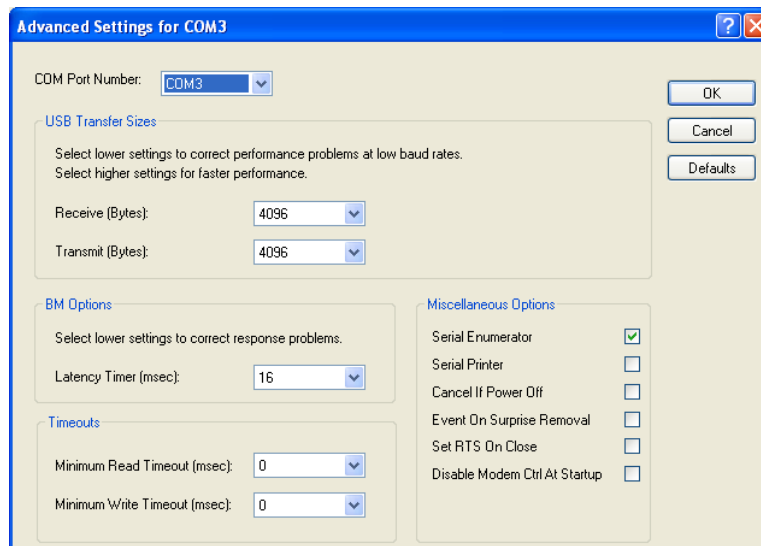 Advanced Settings for COM3
COM Port Number: COM3
OK
Cancel
Defaults
USB Transfer Sizes
Select lower settings to correct performance problems at low baud rates.
Select higher settings for faster performance.
Receive (Bytes): 4096
Transmit (Bytes): 4096
BM Options
Select lower settings to correct response problems.
Latency Timer (msec): 16
Timeouts
Minimum Read Timeout (msec): 0
Minimum Write Timeout (msec): 0
Miscellaneous Options
Serial Enumerator
Serial Printer
Cancel If Power Off
Event On Surprise Removal
Set RTS On Close
Disable Modem Ctrl At Startup